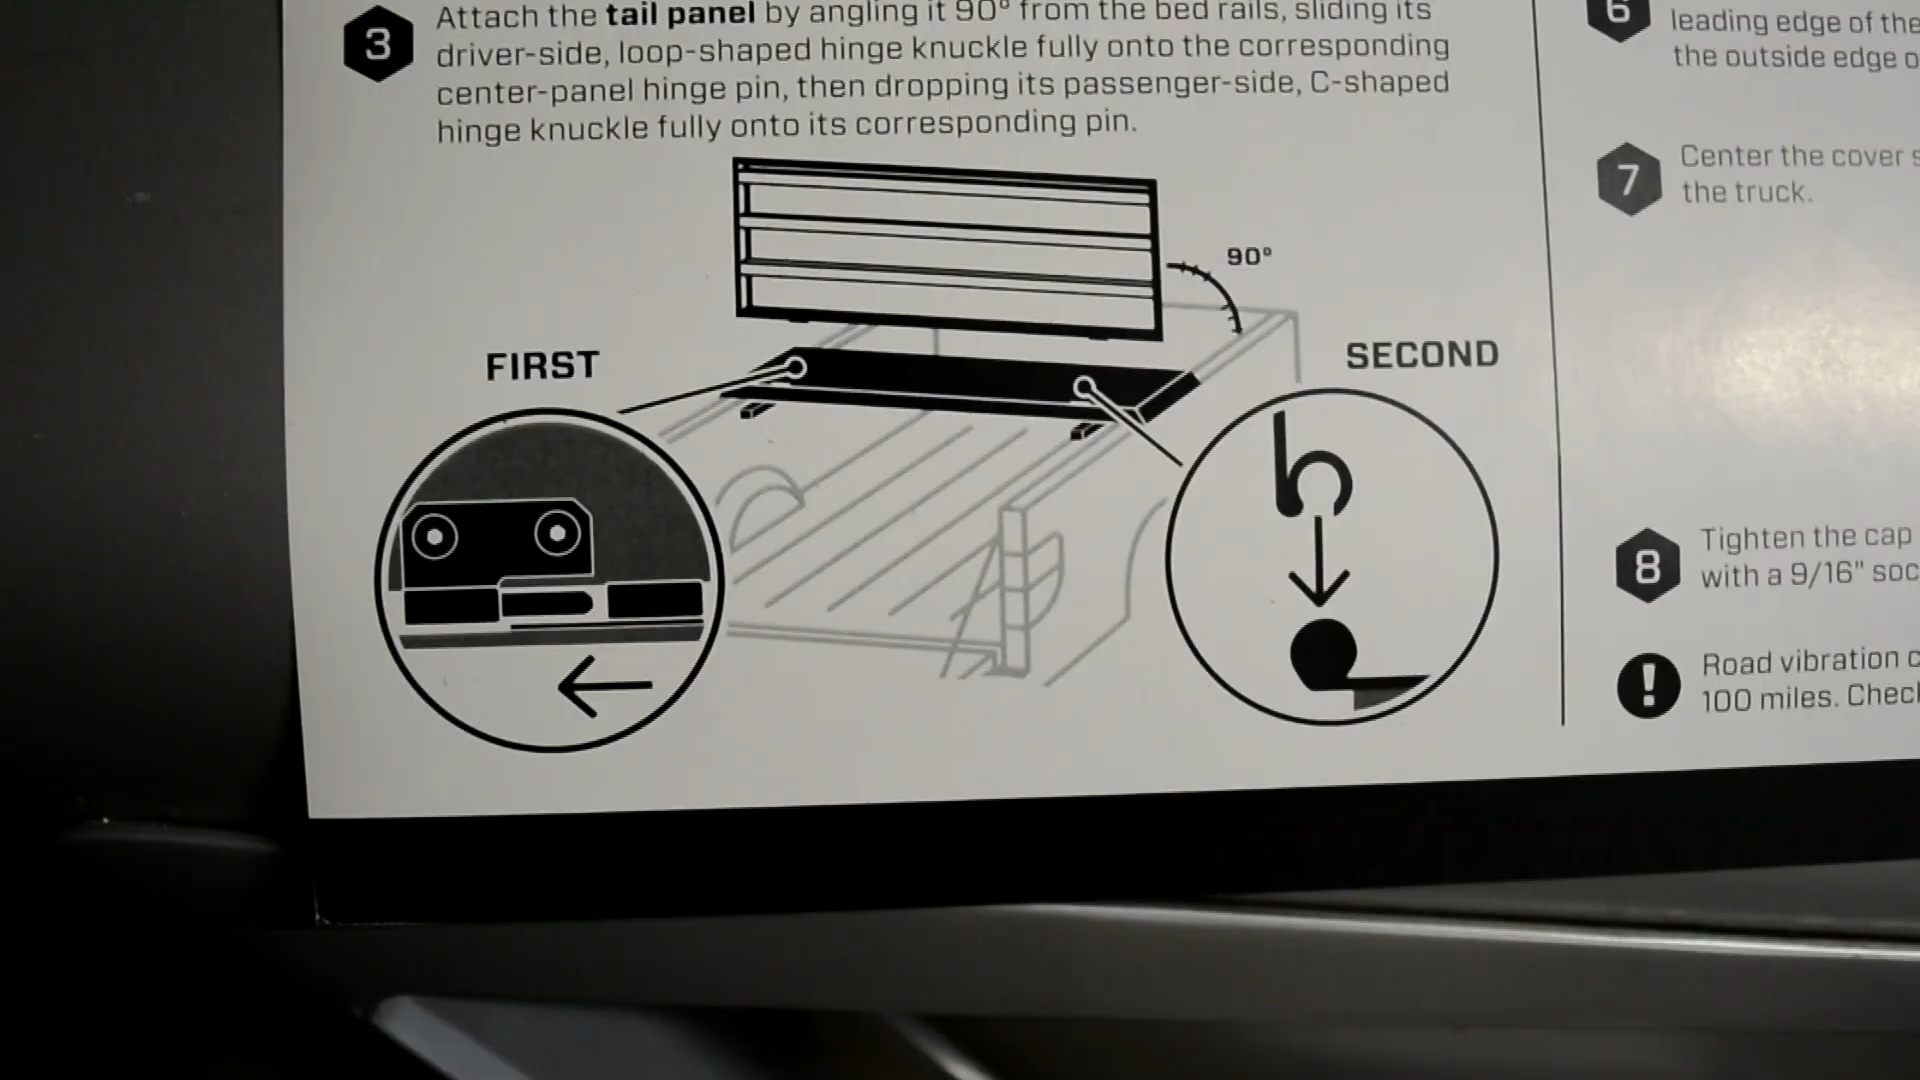 3
Attach the tail panel by angling it 90° from the bed rails, sliding its
driver-side, loop-shaped hinge knuckle fully onto the corresponding
center-panel hinge pin, then dropping its passenger-side, C-shaped
hinge knuckle fully onto its corresponding pin.
90°
FIRST
SECOND
6
leading edge of the
the outside edge o
7
Center the cover s
the truck.
8
Tighten the cap
with a 9/16" soc
!
Road vibration c
100 miles. Chec